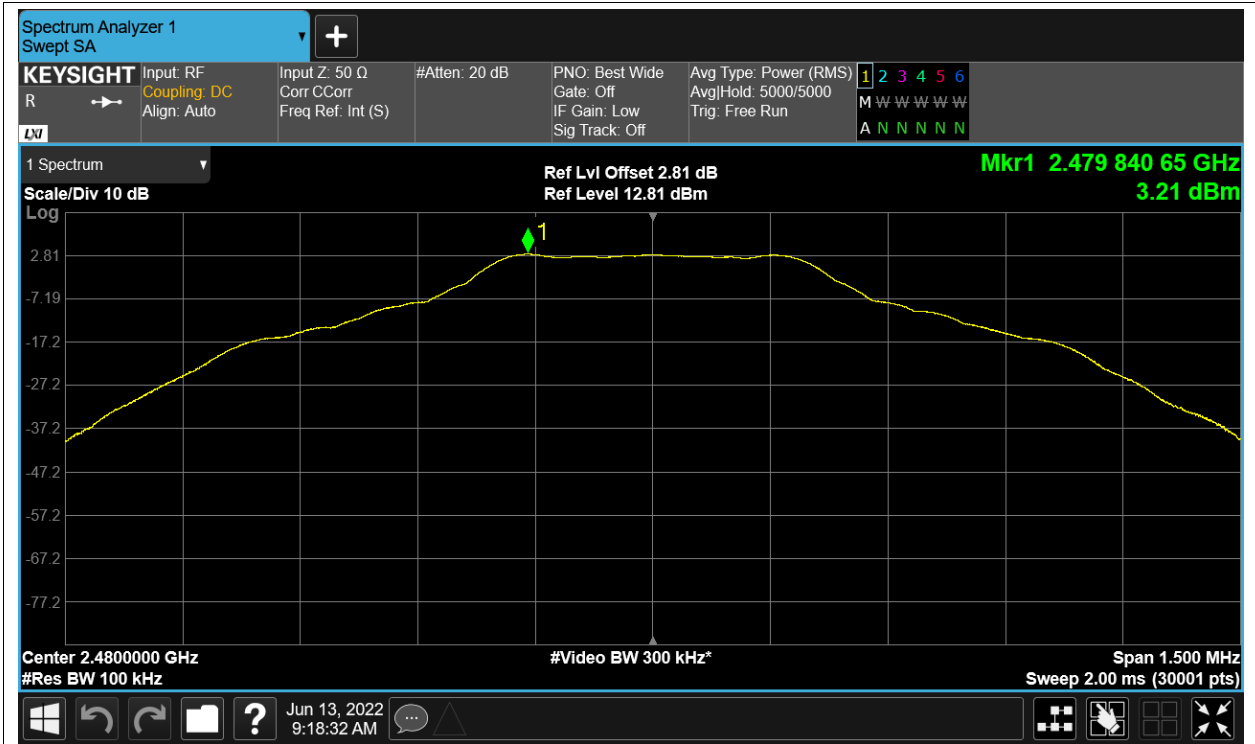 Spectrum Analyzer 1
Swept SA
+
KEYSIGHT
R
LXI
Input: RF
Coupling: DC
Align: Auto
Input Z: 50 Ω
Corr CCorr
Freq Ref: Int (S)
#Atten: 20 dB
PNO: Best Wide
Gate: Off
IF Gain: Low
Sig Track: Off
Avg Type: Power (RMS)
Avg|Hold: 5000/5000
Trig: Free Run
1 2 3 4 5 6
M W W W W W
A N N N N N
1 Spectrum
Scale/Div 10 dB
Log
Ref Lvl Offset 2.81 dB
Ref Level 12.81 dBm
Mkr1 2.479 840 65 GHz
3.21 dBm
1
2.81
-7.19
-17.2
-27.2
-37.2
-47.2
-57.2
-67.2
-77.2
Center 2.4800000 GHz
#Res BW 100 kHz
#Video BW 300 kHz*
Span 1.500 MHz
Sweep 2.00 ms (30001 pts)
?
Jun 13, 2022
9:18:32 AM